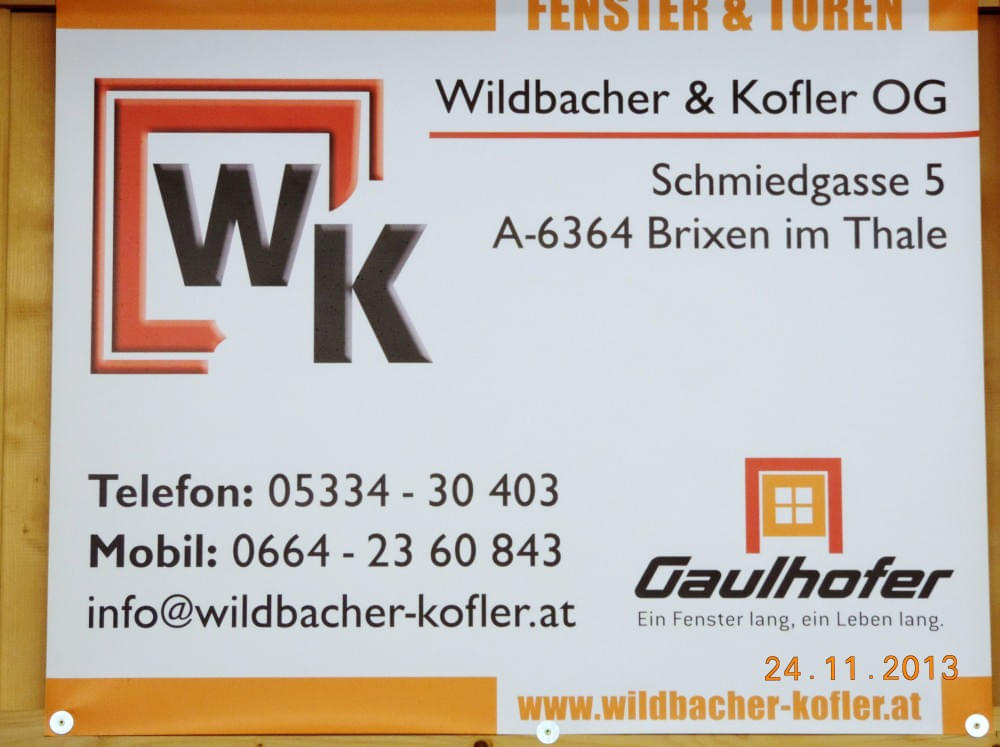 FENSTER & TÜREN
Wildbacher & Kofler OG
Schmiedgasse 5
A-6364 Brixen im Thale
WK
Telefon: 05334 - 30 403
Mobil: 0664 - 23 60 843
info@wildbacher-kofler.at
Gaulhofer
Ein Fenster lang, ein Leben lang.
24.11.2013
www.wildbacher-kofler.at